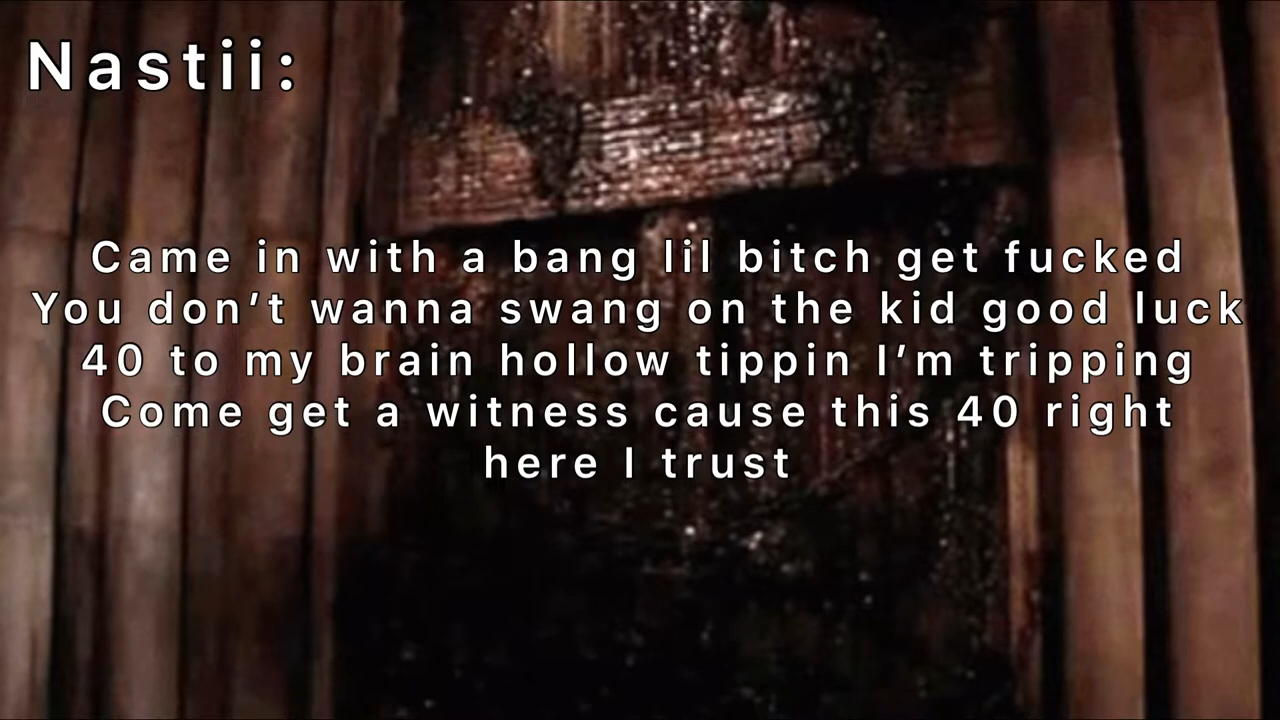 Nastii:
Came in with a bang lil bitch get fucked
You don’t wanna swang on the kid good luck
40 to my brain hollow tippin I’m tripping
Come get a witness cause this 40 right
here I trust